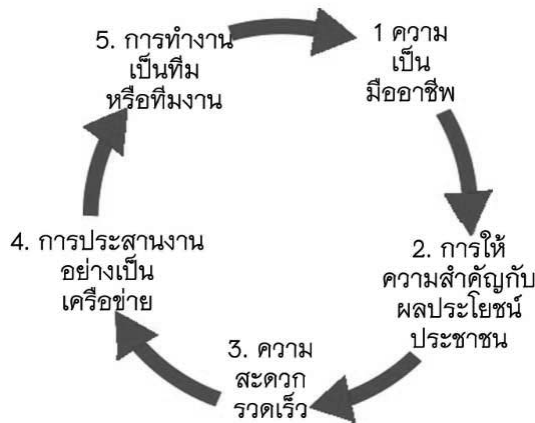 1 ความ
เป็น
มืออาชีพ
2. การให้
ความสำคัญกับ
ผลประโยชน์
ประชาชน
3. ความ
สะดวก
รวดเร็ว
4. การประสานงาน
อย่างเป็น
เครือข่าย
5. การทำงาน
เป็นทีม
หรือทีมงาน